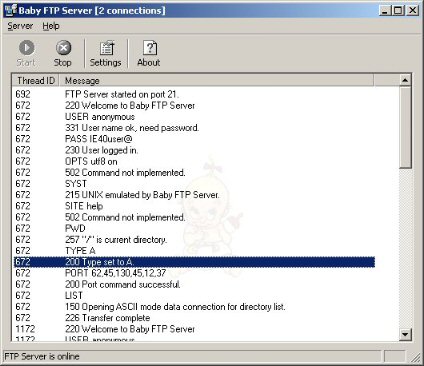 Baby FTP Server [2 connections]
Server Help
Start Stop Settings About
Thread ID Message
692 FTP Server started on port 21.
672 220 Welcome to Baby FTP Server
672 USER anonymous
672 331 User name ok, need password.
672 PASS IE40user@
672 230 User logged in.
672 OPTS utf8 on
672 502 Command not implemented.
672 SYST
672 215 UNIX emulated by Baby FTP Server.
672 SITE help
672 502 Command not implemented.
672 PWD
672 257 "/" is current directory.
672 TYPE A
672 200 Type set to A.
672 PORT 62,45,130,45,12,37
672 200 Port command successful.
672 LIST
672 150 Opening ASCII mode data connection for directory list.
672 226 Transfer complete
1172 220 Welcome to Baby FTP Server
1172 USER anonymous
FTP Server is online